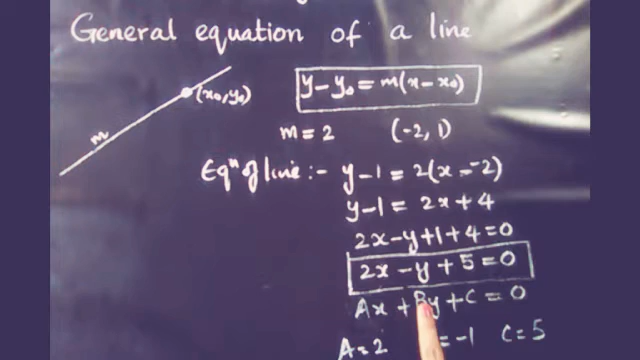 General equation of a line
(x₀, y₀)
m
y - y₀ = m(x - x₀)
m = 2 (-2, 1)
Eqⁿ of line :- y - 1 = 2(x - -2)
y - 1 = 2x + 4
2x - y + 1 + 4 = 0
2x - y + 5 = 0
Ax + By + C = 0
A = 2 = -1 C = 5